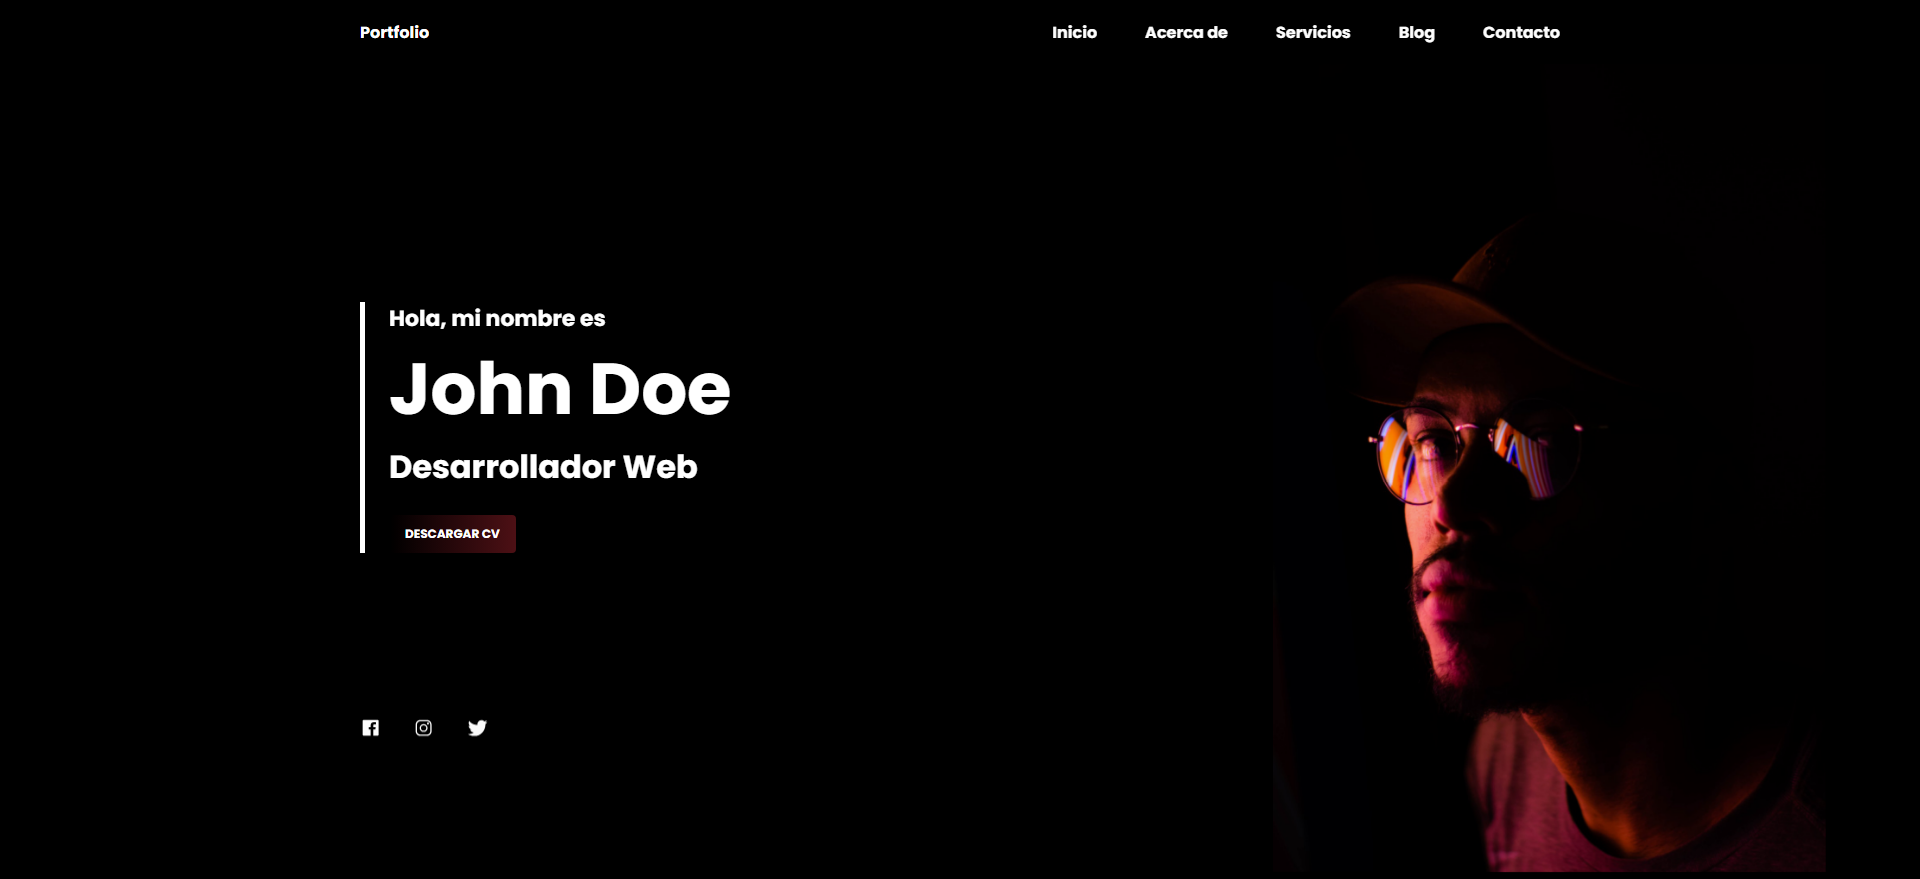 Portfolio
Inicio Acerca de Servicios Blog Contacto
Hola, mi nombre es
John Doe
Desarrollador Web
DESCARGAR CV